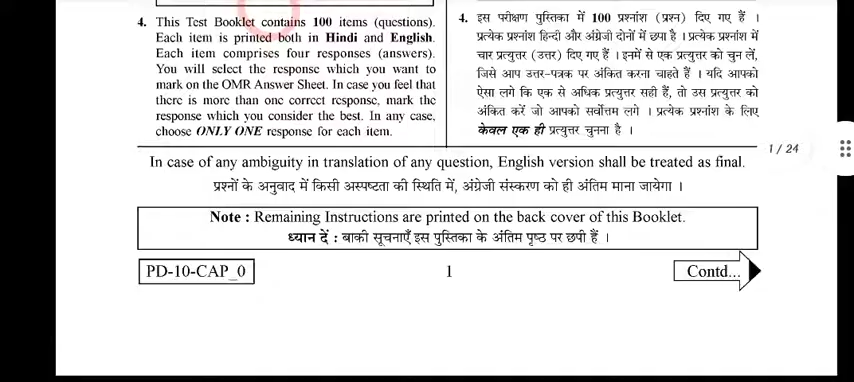 4. This Test Booklet contains 100 items (questions).
Each item is printed both in Hindi and English.
Each item comprises four responses (answers).
You will select the response which you want to
mark on the OMR Answer Sheet. In case you feel that
there is more than one correct response, mark the
response which you consider the best. In any case,
choose ONLY ONE response for each item.
4. इस परीक्षण पुस्तिका में 100 प्रश्नांश (प्रश्न) दिए गए हैं ।
प्रत्येक प्रश्नांश हिन्दी और अंग्रेजी दोनों में छपा है । प्रत्येक प्रश्नांश में
चार प्रत्युत्तर (उत्तर) दिए गए हैं । इनमें से एक प्रत्युत्तर को चुन लें,
जिसे आप उत्तर-पत्रक पर अंकित करना चाहते हैं । यदि आपको
ऐसा लगे कि एक से अधिक प्रत्युत्तर सही हैं, तो उस प्रत्युत्तर को
अंकित करें जो आपको सर्वोत्तम लगे । प्रत्येक प्रश्नांश के लिए
केवल एक ही प्रत्युत्तर चुनना है ।
1 / 24
In case of any ambiguity in translation of any question, English version shall be treated as final.
प्रश्नों के अनुवाद में किसी अस्पष्टता की स्थिति में, अंग्रेजी संस्करण को ही अंतिम माना जायेगा ।
Note : Remaining Instructions are printed on the back cover of this Booklet.
ध्यान दें : बाकी सूचनाएँ इस पुस्तिका के अंतिम पृष्ठ पर छपी हैं ।
PD-10-CAP_0
1
Contd...